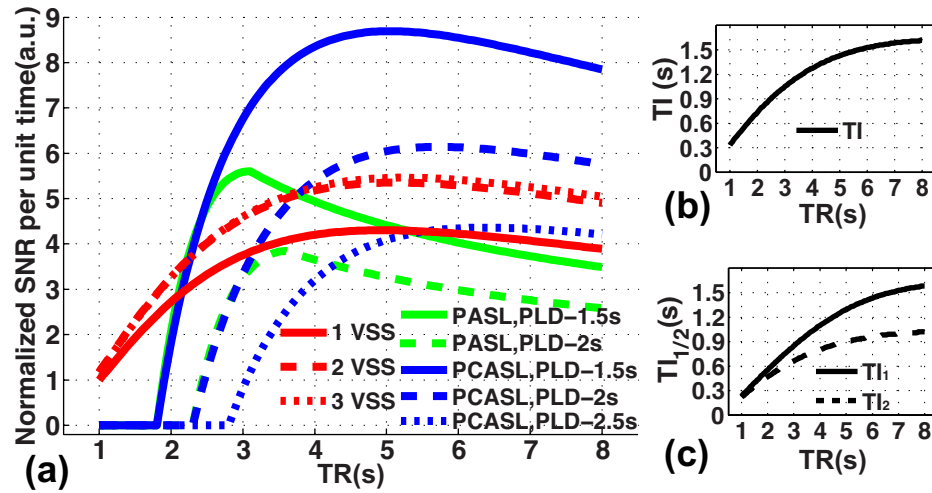 Normalized SNR per unit time(a.u.)
9
8
7
6
5
4
3
2
1
0
1 2 3 4 5 6 7 8
TR(s)
(a)
1 VSS
2 VSS
3 VSS
PASL,PLD-1.5s
PASL,PLD-2s
PCASL,PLD-1.5s
PCASL,PLD-2s
PCASL,PLD-2.5s
TI (s)
1.5
1.2
0.9
0.6
0.3
0
TI
1 2 3 4 5 6 7 8
TR(s)
(b)
TI1/2(s)
1.5
1.2
0.9
0.6
0.3
0
TI1
TI2
1 2 3 4 5 6 7 8
TR(s)
(c)